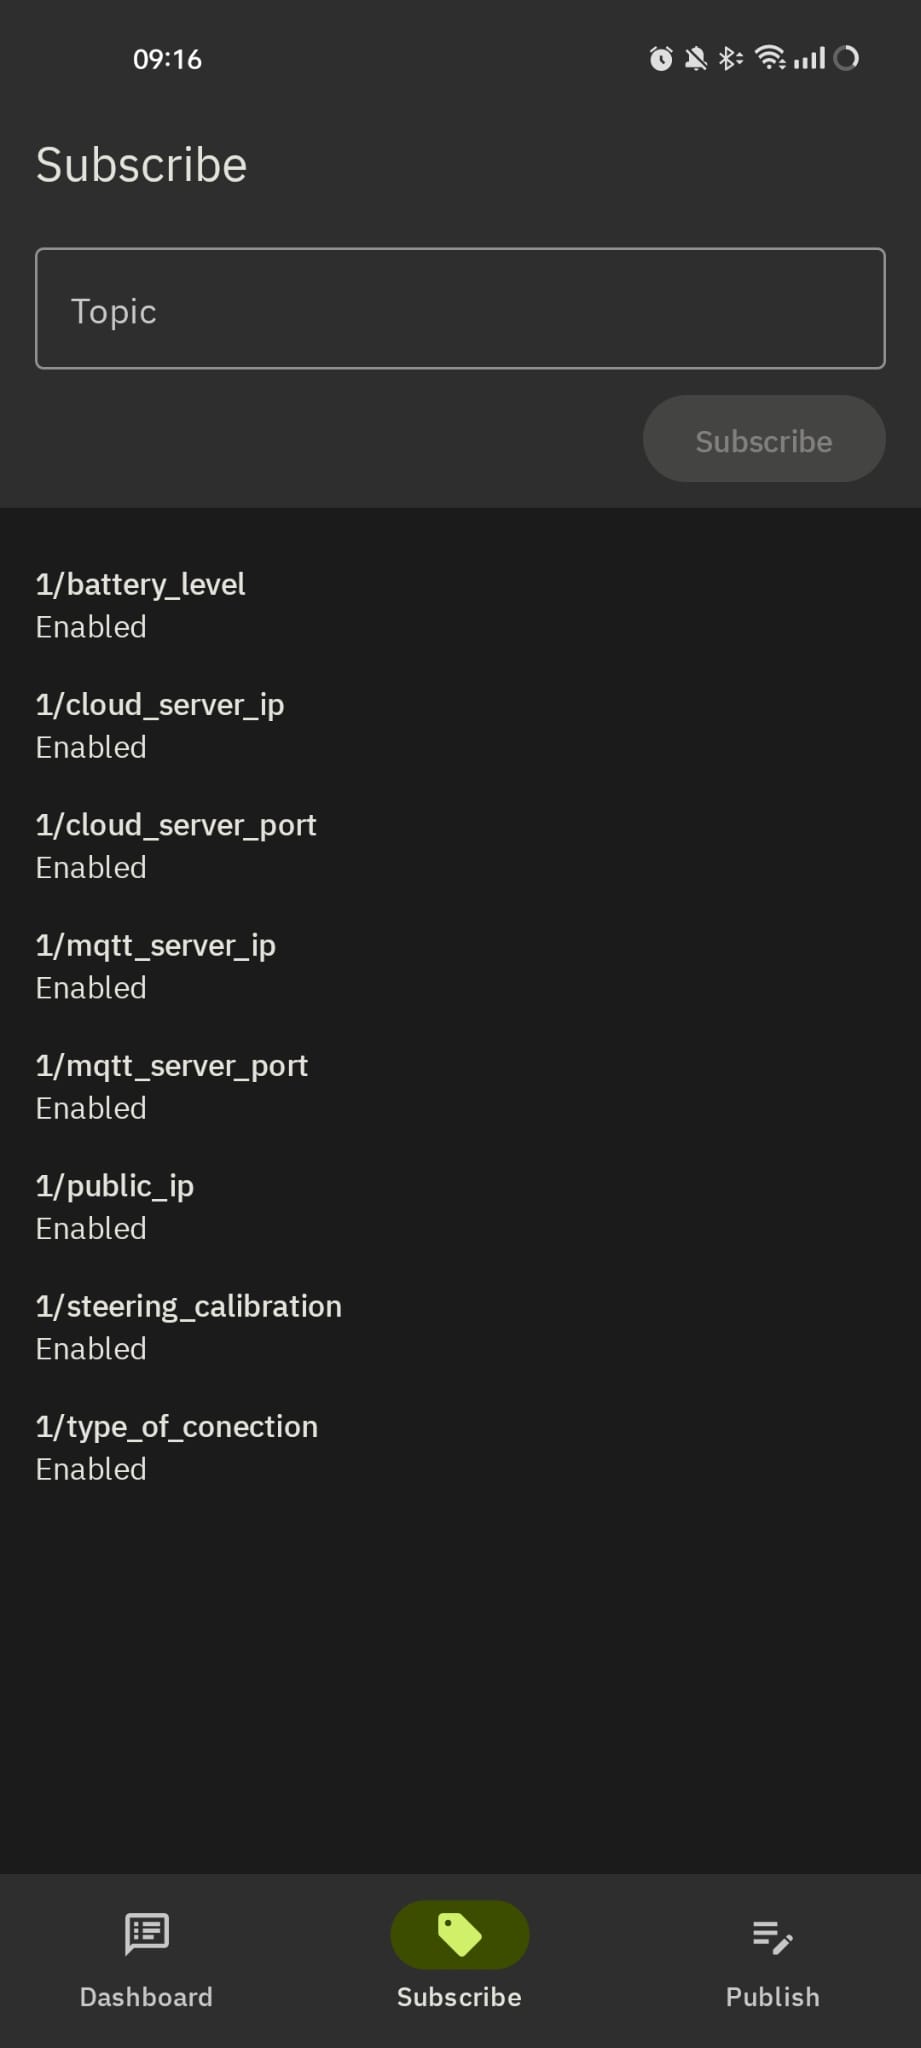 09:16
Subscribe
Topic
Subscribe
1/battery_level
Enabled
1/cloud_server_ip
Enabled
1/cloud_server_port
Enabled
1/mqtt_server_ip
Enabled
1/mqtt_server_port
Enabled
1/public_ip
Enabled
1/steering_calibration
Enabled
1/type_of_conection
Enabled
Dashboard
Subscribe
Publish